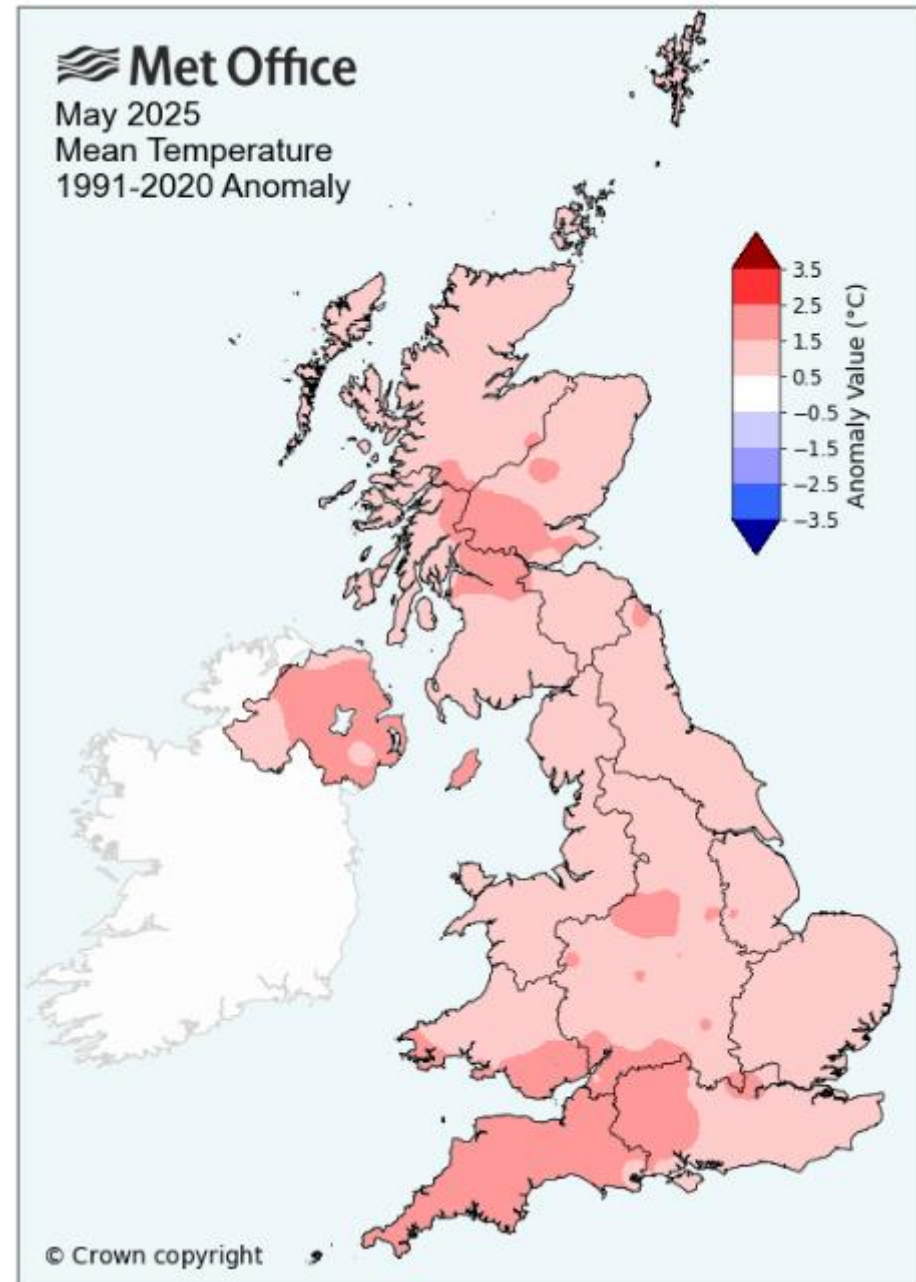 Met Office
May 2025
Mean Temperature
1991-2020 Anomaly
3.5
2.5
1.5
0.5
−0.5
−1.5
−2.5
−3.5
Anomaly Value (°C)
© Crown copyright